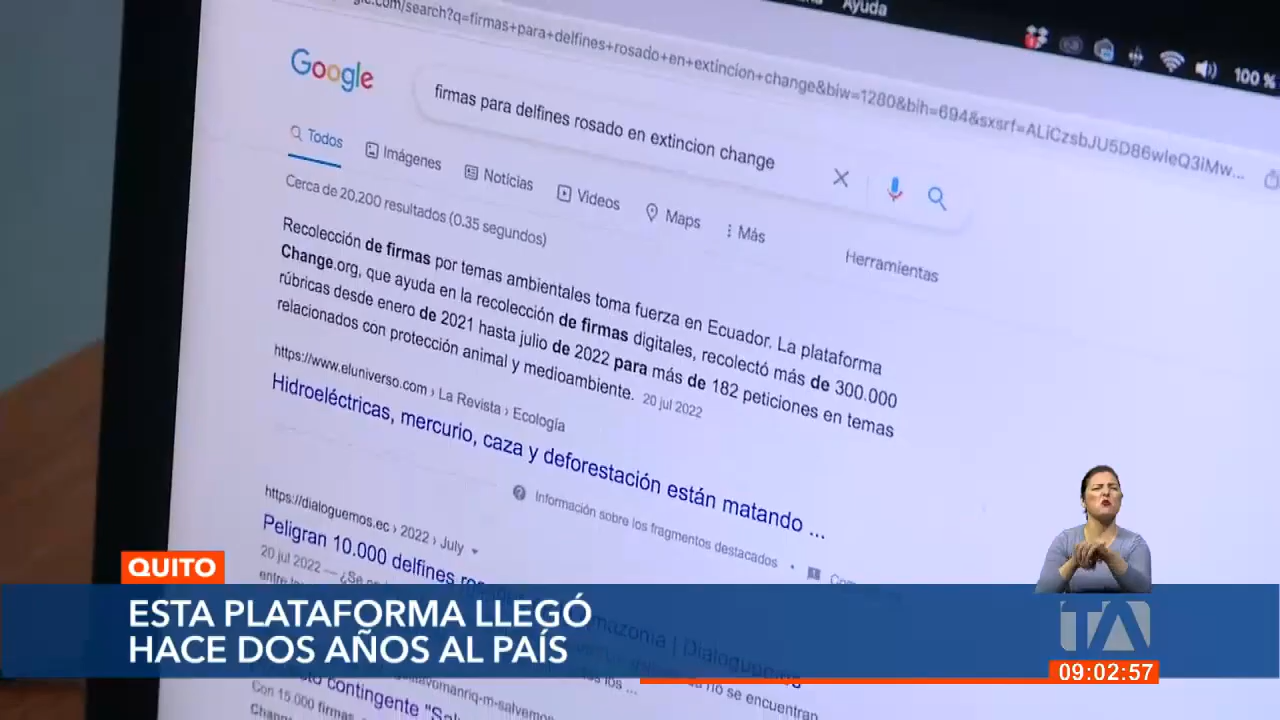 Ayuda
100 %
.com/search?q=firmas+para+delfines+rosado+en+extincion+change&biw=1280&bih=694&sxsrf=ALiCzsbJU5D86wleQ3iMw...
Google
firmas para delfines rosado en extincion change
Todos
Imágenes
Noticias
Videos
Maps
Más
Herramientas
Cerca de 20,200 resultados (0.35 segundos)
Recolección de firmas por temas ambientales toma fuerza en Ecuador. La plataforma
Change.org, que ayuda en la recolección de firmas digitales, recolectó más de 300.000
rúbricas desde enero de 2021 hasta julio de 2022 para más de 182 peticiones en temas
relacionados con protección animal y medioambiente. 20 jul 2022
https://www.eluniverso.com › La Revista › Ecología
Hidroeléctricas, mercurio, caza y deforestación están matando ...
Información sobre los fragmentos destacados
https://dialoguemos.ec › 2022 › July
Peligran 10.000 delfines
20 jul 2022 —
no se encuentran
contingente
Con 15.000 firmas
QUITO
ESTA PLATAFORMA LLEGÓ
HACE DOS AÑOS AL PAÍS
TA
09:02:57